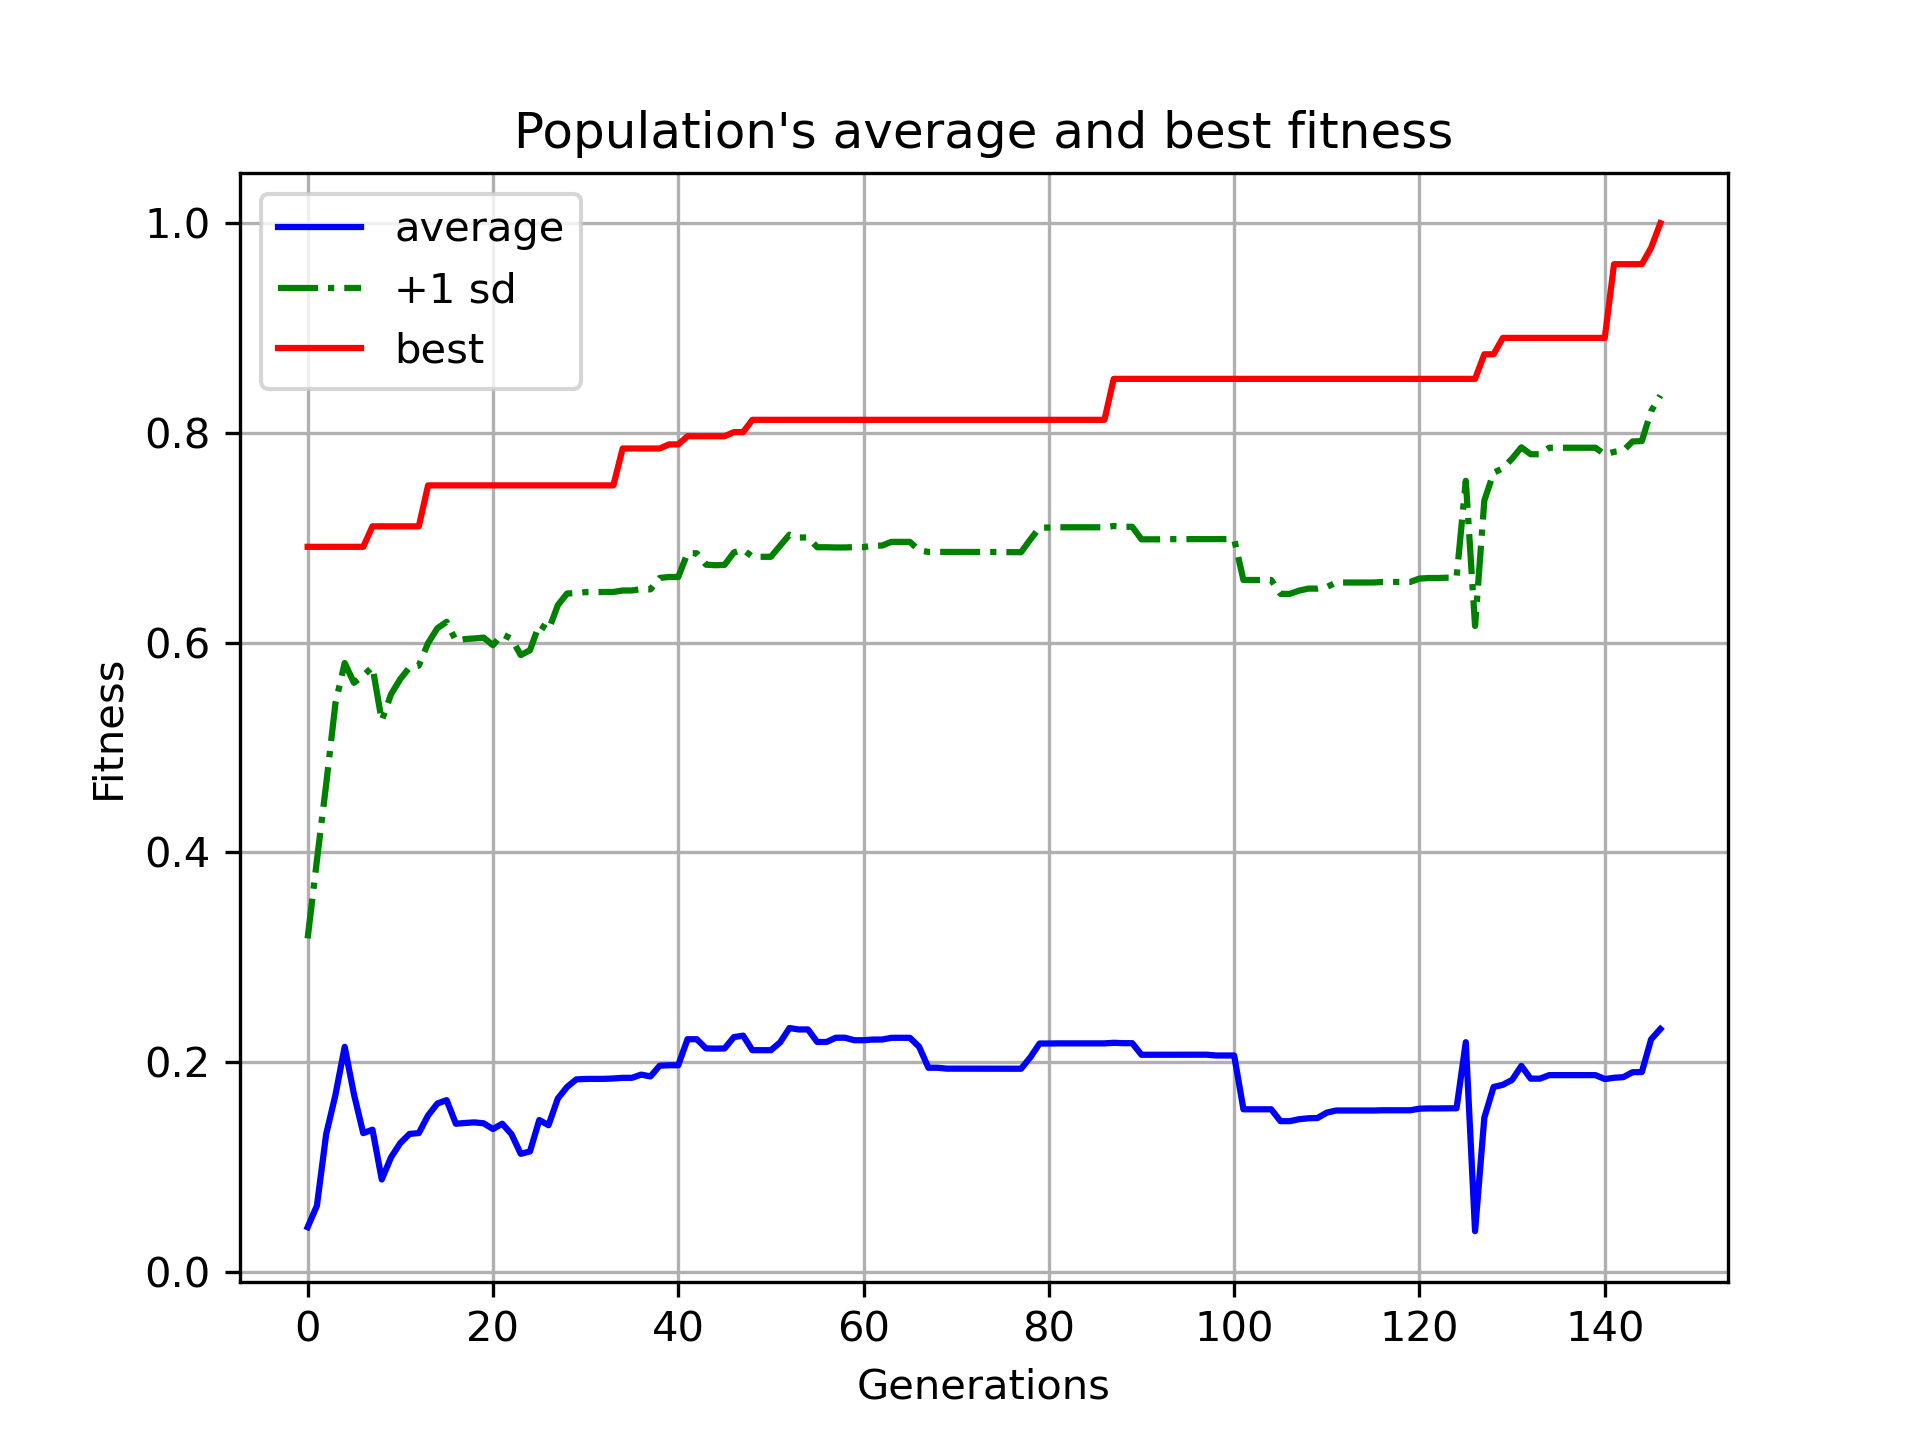 Population's average and best fitness
average
+1 sd
best
1.0
0.8
0.6
0.4
0.2
0.0
Fitness
0 20 40 60 80 100 120 140
Generations